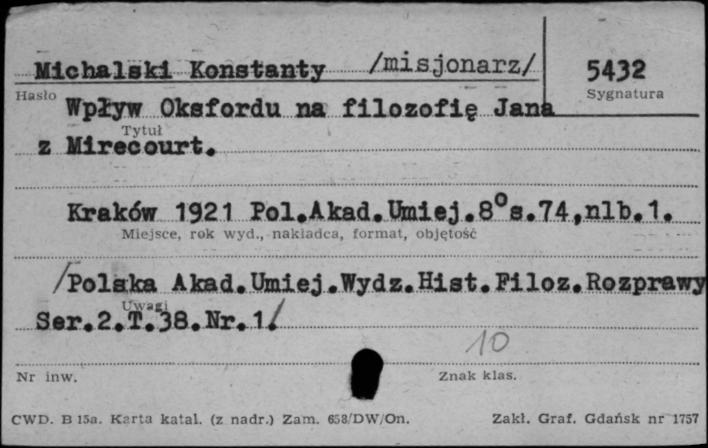 Michalski Konstanty /misjonarz/ 5432
Hasło Sygnatura
Wpływ Oksfordu na filozofię Jana
Tytuł
z Mirecourt.
Kraków 1921 Pol.Akad.Umiej.8°s.74,nlb.1.
Miejsce, rok wyd., nakładca, format, objętość
/Polska Akad.Umiej.Wydz.Hist.Filoz.Rozprawy
Uwagi
Ser.2.T.38.Nr.1/
10
Nr inw. Znak klas.
CWD. B 15a. Karta katal. (z nadr.) Zam. 658/DW/On. Zakł. Graf. Gdańsk nr 1757